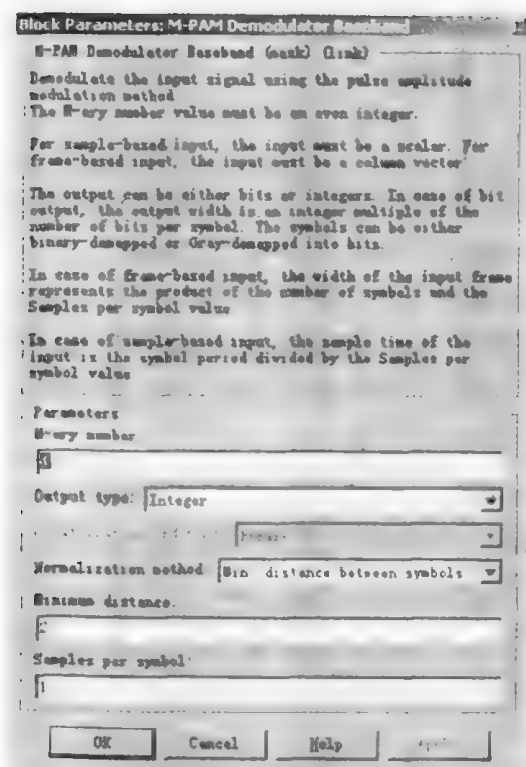 Block Parameters: M-PAM Demodulator Baseband
M-PAM Demodulator Baseband (mask) (link)
Demodulate the input signal using the pulse amplitude
modulation method
The M-ary number value must be an even integer.
For sample-based input, the input must be a scalar. For
frame-based input, the input must be a column vector
The output can be either bits or integers. In case of bit
output, the output width is an integer multiple of the
number of bits per symbol. The symbols can be either
binary-demapped or Gray-demapped into bits.
In case of frame-based input, the width of the input frame
represents the product of the number of symbols and the
Samples per symbol value
In case of sample-based input, the sample time of the
input is the symbol period divided by the Samples per
symbol value
Parameters
M-ary number
Output type: Integer
Normalization method Min distance between symbols
Minimum distance.
2
Samples per symbol
1
OK Cancel Help